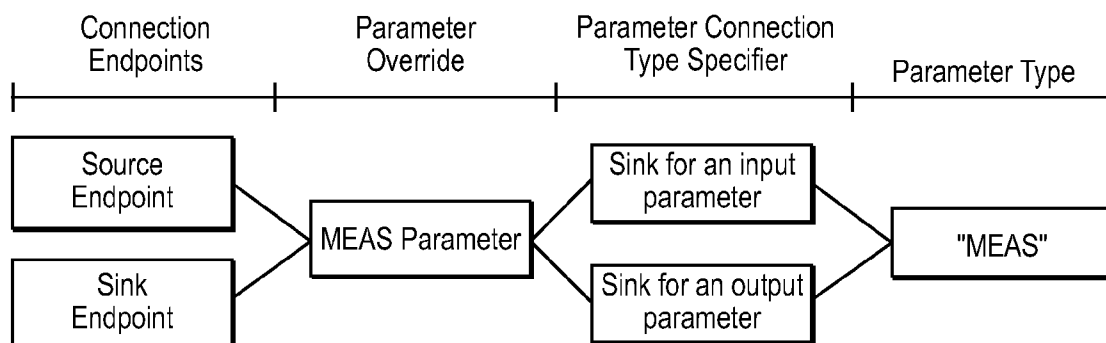 Connection
Endpoints
Parameter
Override
Parameter Connection
Type Specifier
Parameter Type
Source
Endpoint
Sink
Endpoint
MEAS Parameter
Sink for an input
parameter
Sink for an output
parameter
"MEAS"